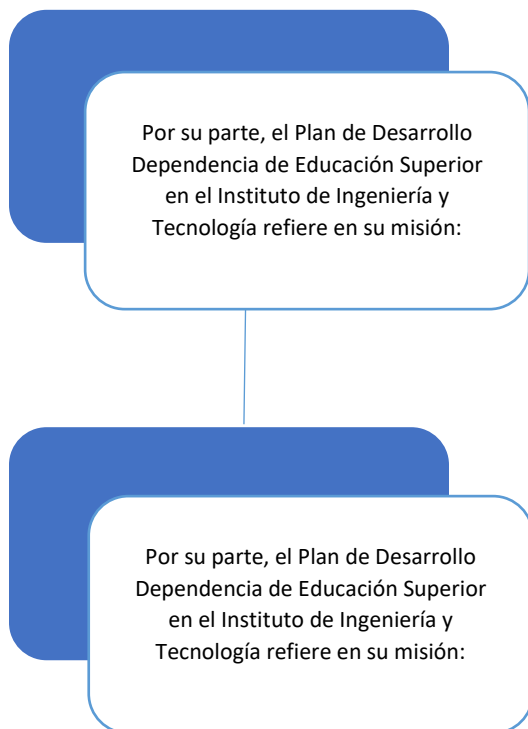 Por su parte, el Plan de Desarrollo
Dependencia de Educación Superior
en el Instituto de Ingeniería y
Tecnología refiere en su misión:
Por su parte, el Plan de Desarrollo
Dependencia de Educación Superior
en el Instituto de Ingeniería y
Tecnología refiere en su misión: